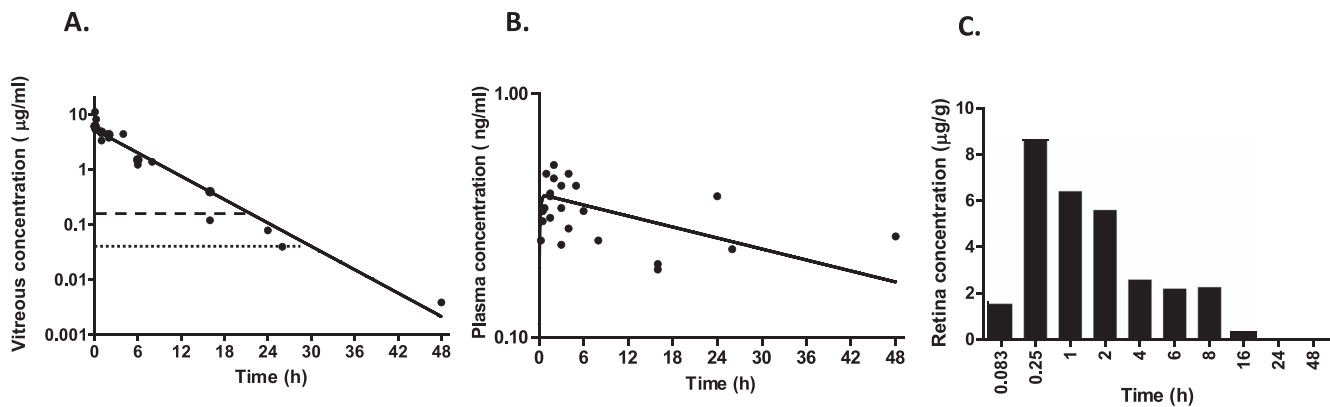 A.
B.
C.
Vitreous concentration ( μg/ml)
10
1
0.1
0.01
0.001
0 6 12 18 24 30 36 42 48
Time (h)
Plasma concentration ( ng/ml)
1.00
0.10
0 6 12 18 24 30 36 42 48
Time (h)
Retina concentration (μg/g)
10
8
6
4
2
0
0.083 0.25 1 2 4 6 8 16 24 48
Time (h)